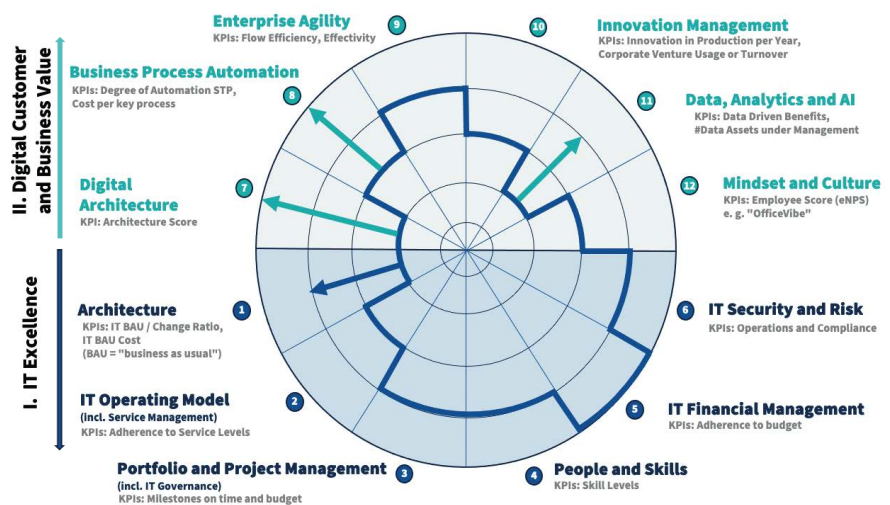 II. Digital Customer
and Business Value
I. IT Excellence
Enterprise Agility
KPIs: Flow Efficiency, Effectivity
9
10
Innovation Management
KPIs: Innovation in Production per Year,
Corporate Venture Usage or Turnover
Business Process Automation
KPIs: Degree of Automation STP,
Cost per key process
8
11
Data, Analytics and AI
KPIs: Data Driven Benefits,
#Data Assets under Management
Digital
Architecture
KPI: Architecture Score
7
12
Mindset and Culture
KPIs: Employee Score (eNPS)
e. g. "OfficeVibe"
Architecture
KPIs: IT BAU / Change Ratio,
IT BAU Cost
(BAU = "business as usual")
1
6
IT Security and Risk
KPIs: Operations and Compliance
IT Operating Model
(incl. Service Management)
KPIs: Adherence to Service Levels
2
5
IT Financial Management
KPIs: Adherence to budget
Portfolio and Project Management
(incl. IT Governance)
KPIs: Milestones on time and budget
3
4
People and Skills
KPIs: Skill Levels